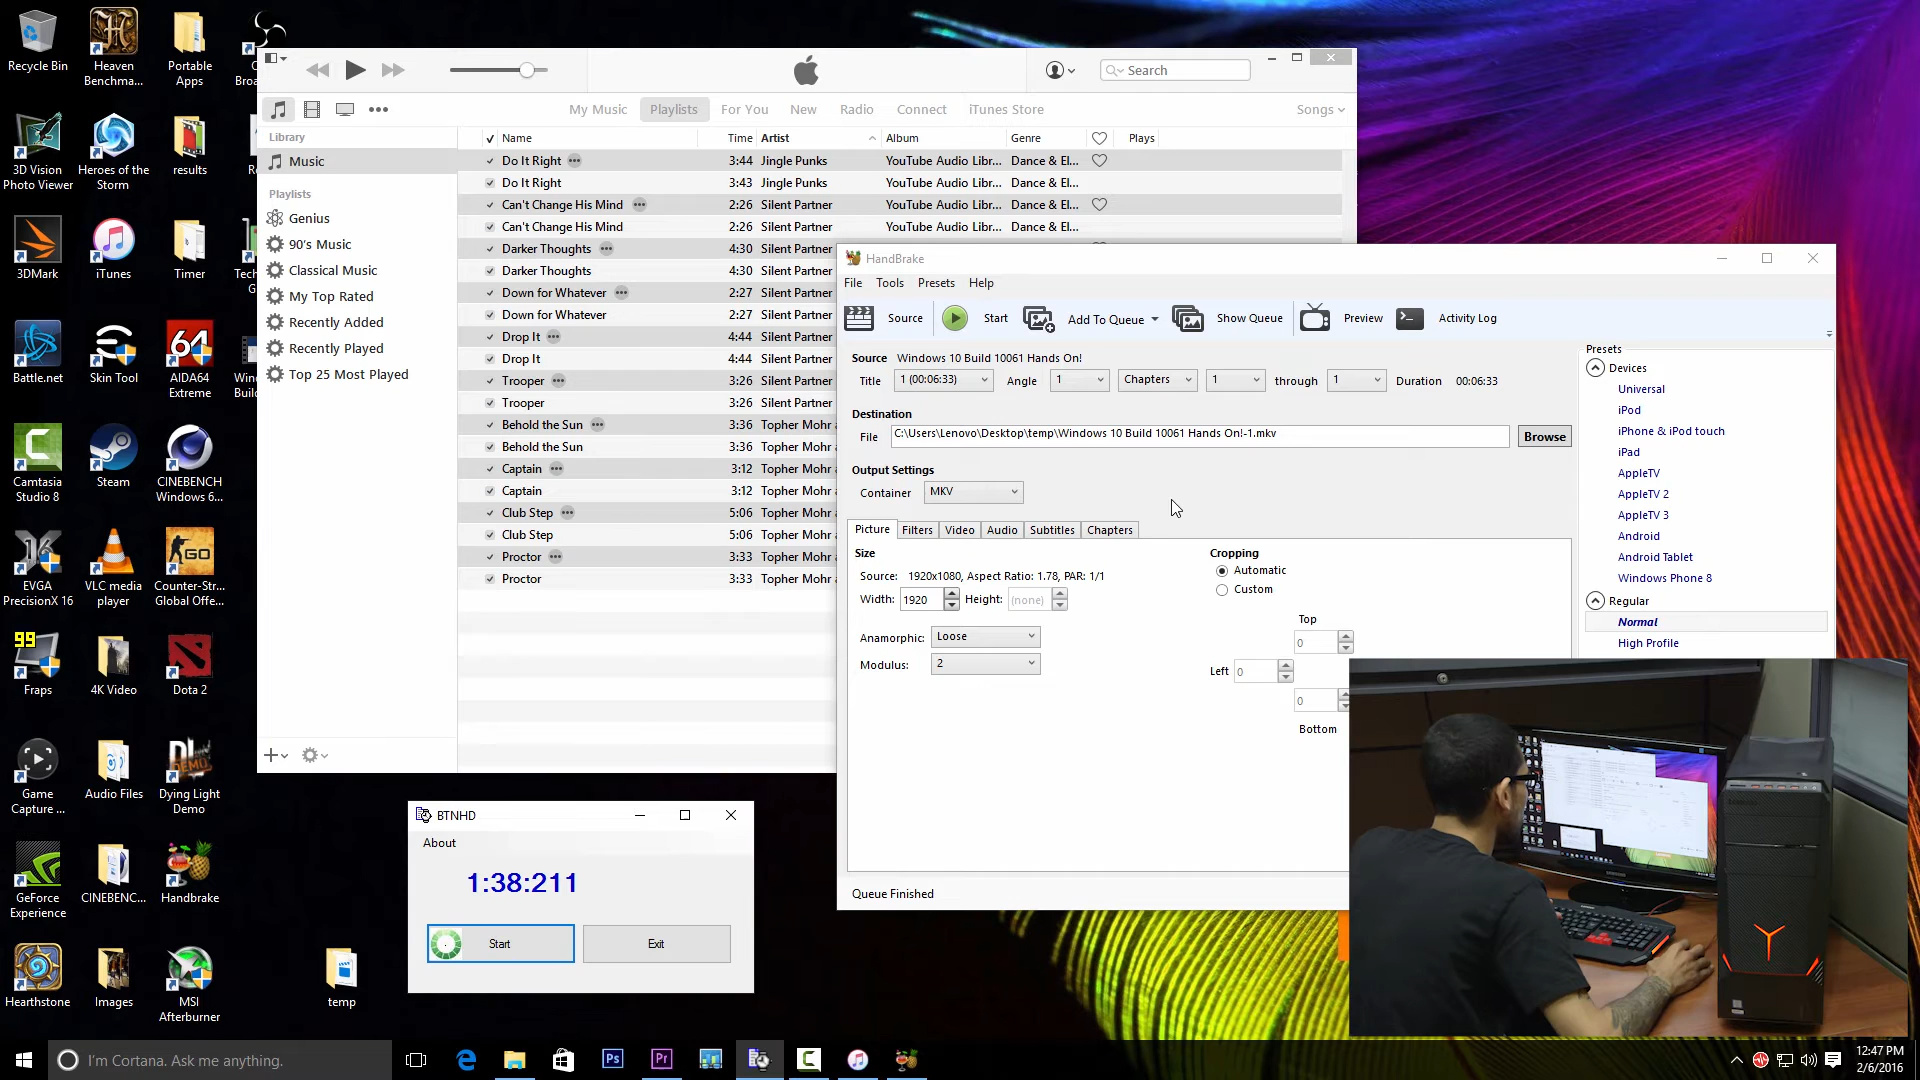 Recycle Bin
Heaven Benchma...
Portable Apps
3D Vision Photo Viewer
Heroes of the Storm
results
3DMark
iTunes
Timer
Battle.net
Skin Tool
AIDA64 Extreme
64
Camtasia Studio 8
Steam
CINEBENCH Windows 6...
EVGA PrecisionX 16
VLC media player
Counter-Str... Global Offe...
GO
99
Fraps
4K Video
Dota 2
Game Capture ...
Audio Files
Dying Light Demo
GeForce Experience
CINEBENC...
Handbrake
Hearthstone
Images
MSI Afterburner
temp
Search
My Music Playlists For You New Radio Connect iTunes Store Songs
Library
Music
Playlists
Genius
90's Music
Classical Music
My Top Rated
Recently Added
Recently Played
Top 25 Most Played
Name Time Artist Album Genre Plays
Do It Right 3:44 Jingle Punks YouTube Audio Libr... Dance & El...
Do It Right 3:43 Jingle Punks YouTube Audio Libr... Dance & El...
Can't Change His Mind 2:26 Silent Partner YouTube Audio Libr... Dance & El...
Can't Change His Mind 2:26 Silent Partner YouTube Audio Libr... Dance & El...
Darker Thoughts 4:30 Silent Partner
Darker Thoughts 4:30 Silent Partner
Down for Whatever 2:27 Silent Partner
Down for Whatever 2:27 Silent Partner
Drop It 4:44 Silent Partner
Drop It 4:44 Silent Partner
Trooper 3:26 Silent Partner
Trooper 3:26 Silent Partner
Behold the Sun 3:36 Topher Mohr
Behold the Sun 3:36 Topher Mohr
Captain 3:12 Topher Mohr
Captain 3:12 Topher Mohr
Club Step 5:06 Topher Mohr
Club Step 5:06 Topher Mohr
Proctor 3:33 Topher Mohr
Proctor 3:33 Topher Mohr
HandBrake
File Tools Presets Help
Source Start Add To Queue Show Queue Preview Activity Log
Source Windows 10 Build 10061 Hands On!
Title 1 (00:06:33) Angle 1 Chapters 1 through 1 Duration 00:06:33
Destination
File C:\Users\Lenovo\Desktop\temp\Windows 10 Build 10061 Hands On!-1.mkv Browse
Output Settings
Container MKV
Picture Filters Video Audio Subtitles Chapters
Size
Source: 1920x1080, Aspect Ratio: 1.78, PAR: 1/1
Width: 1920 Height: (none)
Anamorphic: Loose
Modulus: 2
Cropping
Automatic
Custom
Top
0
Left 0
0
Bottom
Queue Finished
Presets
Devices
Universal
iPod
iPhone & iPod touch
iPad
AppleTV
AppleTV 2
AppleTV 3
Android
Android Tablet
Windows Phone 8
Regular
Normal
High Profile
BTNHD
About
1:38:211
Start Exit
I'm Cortana. Ask me anything.
Ps
Pr
12:47 PM
2/6/2016